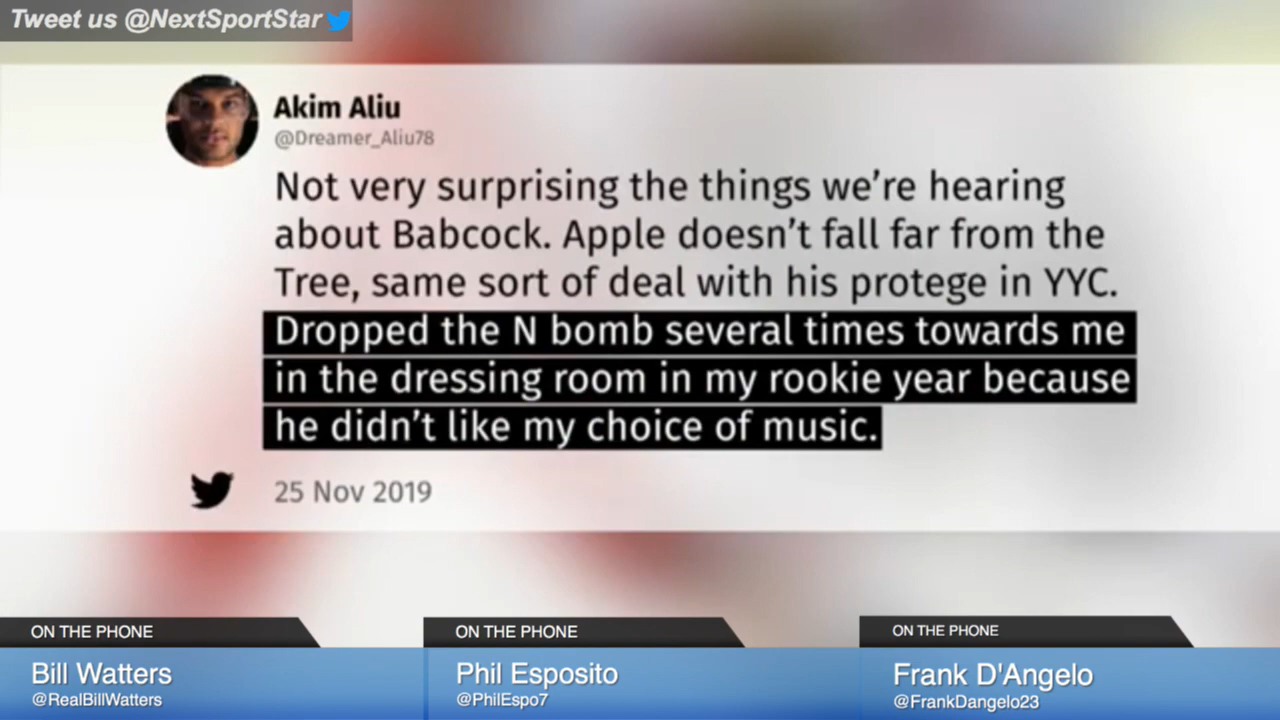 Tweet us @NextSportStar
Akim Aliu
@Dreamer_Aliu78
Not very surprising the things we’re hearing
about Babcock. Apple doesn’t fall far from the
Tree, same sort of deal with his protege in YYC.
Dropped the N bomb several times towards me
in the dressing room in my rookie year because
he didn’t like my choice of music.
25 Nov 2019
ON THE PHONE
Bill Watters
@RealBillWatters
ON THE PHONE
Phil Esposito
@PhilEspo7
ON THE PHONE
Frank D'Angelo
@FrankDangelo23